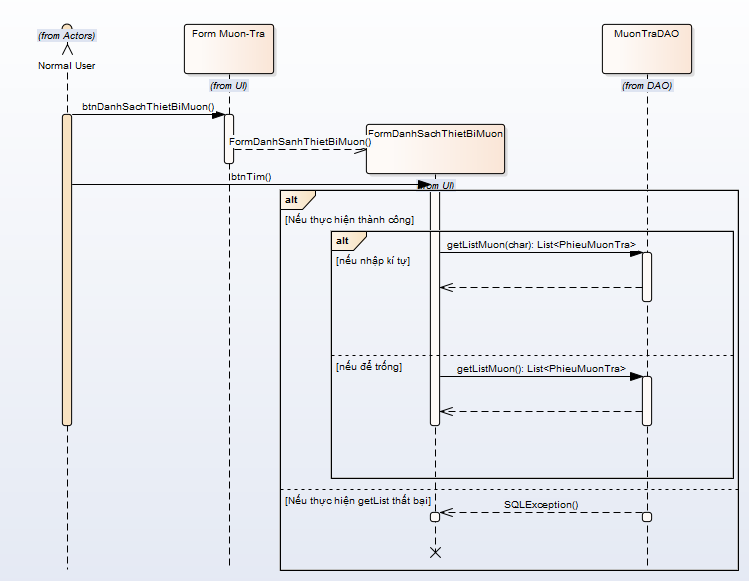 (from Actors)
Normal User
Form Muon-Tra
(from UI)
MuonTraDAO
(from DAO)
btnDanhSachThietBiMuon()
FormDanhSachThietBiMuon
FormDanhSanhThietBiMuon()
btnTim()
om UI)
alt
[Nếu thực hiện thành công]
alt
getListMuon(char): List<PhieuMuonTra>
[nếu nhập kí tự]
[nếu để trống]
getListMuon(): List<PhieuMuonTra>
[Nếu thực hiện getList thất bại]
SQLException()